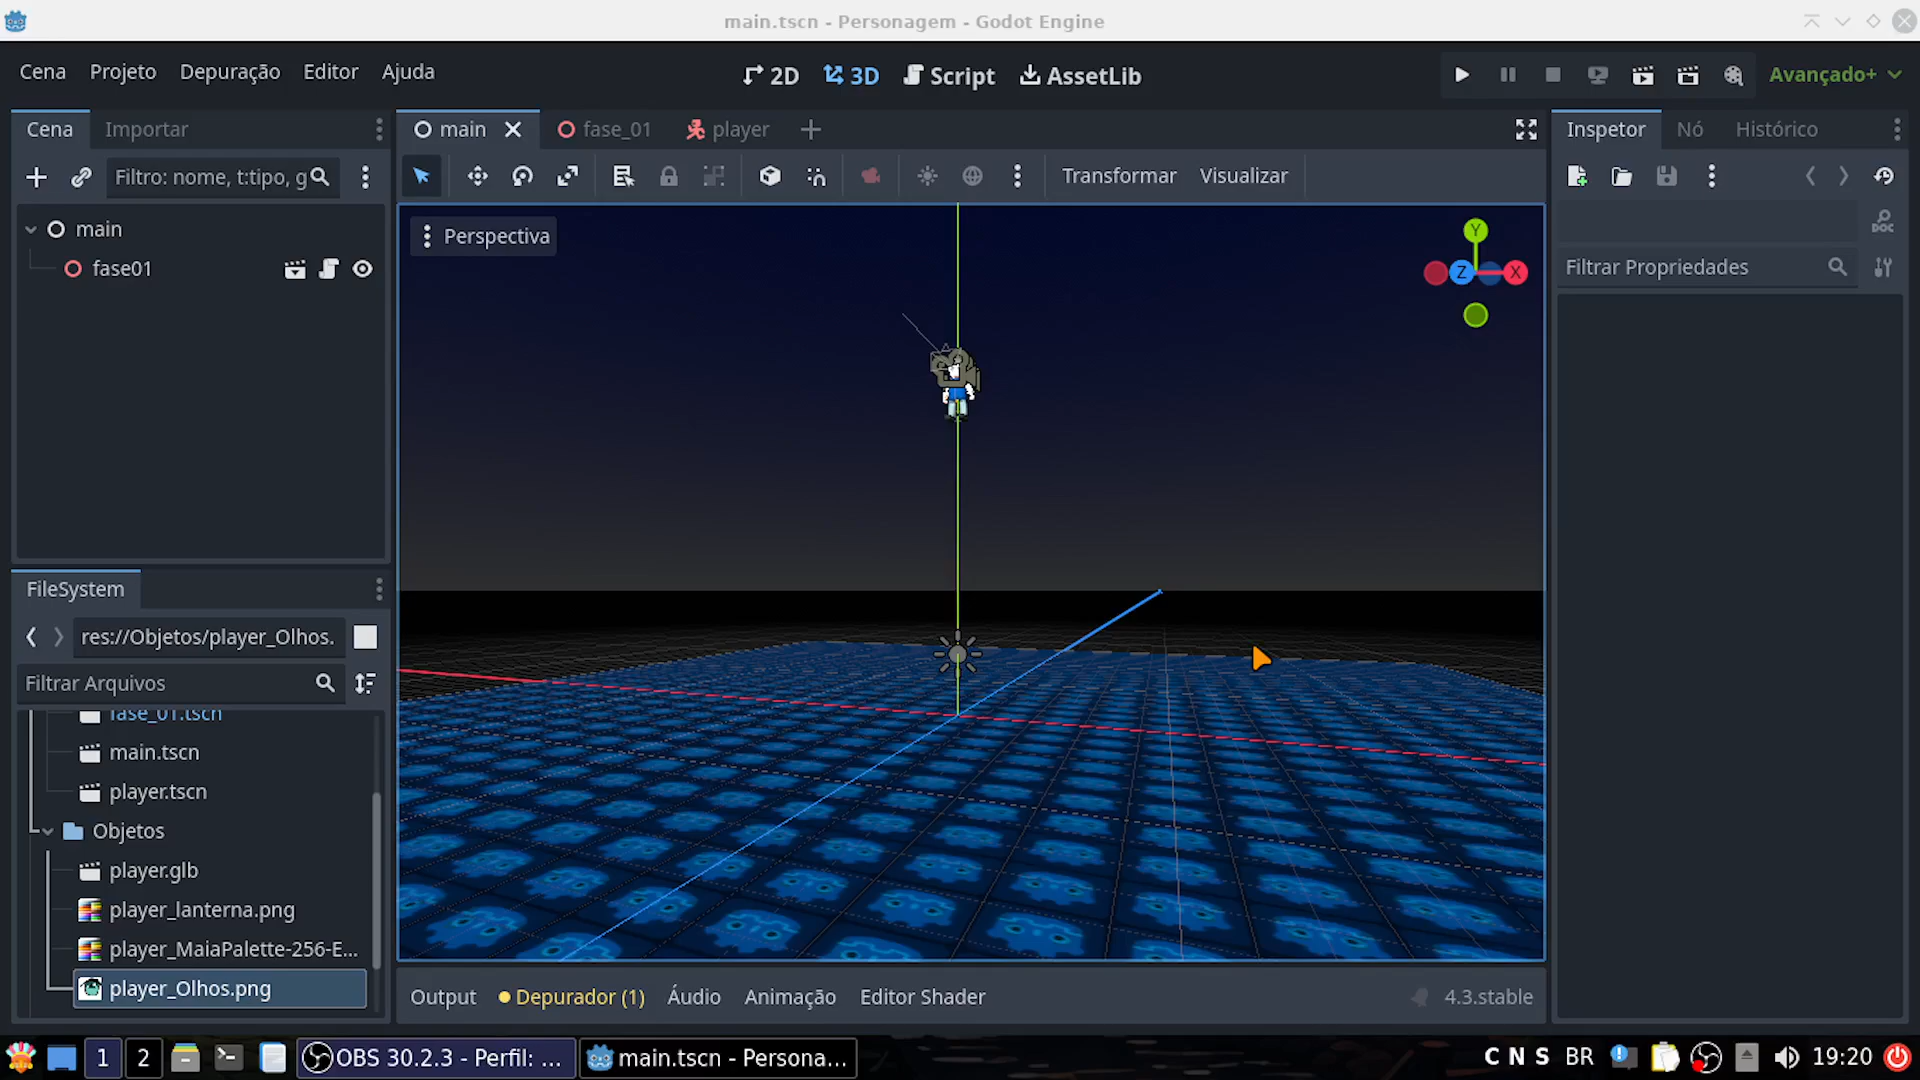 main.tscn - Personagem - Godot Engine
Cena Projeto Depuração Editor Ajuda
2D 3D Script AssetLib
Avançado+
Cena Importar
main fase_01 player
Inspetor Nó Histórico
Filtro: nome, t:tipo, g
Transformar Visualizar
main
fase01
Perspectiva
Y
Z X
DOC
Filtrar Propriedades
FileSystem
res://Objetos/player_Olhos.
Filtrar Arquivos
fase_01.tscn
main.tscn
player.tscn
Objetos
player.glb
player_lanterna.png
player_MaiaPalette-256-E...
player_Olhos.png
Output Depurador (1) Áudio Animação Editor Shader
4.3.stable
1 2 OBS 30.2.3 - Perfil: ... main.tscn - Persona...
C N S BR 19:20